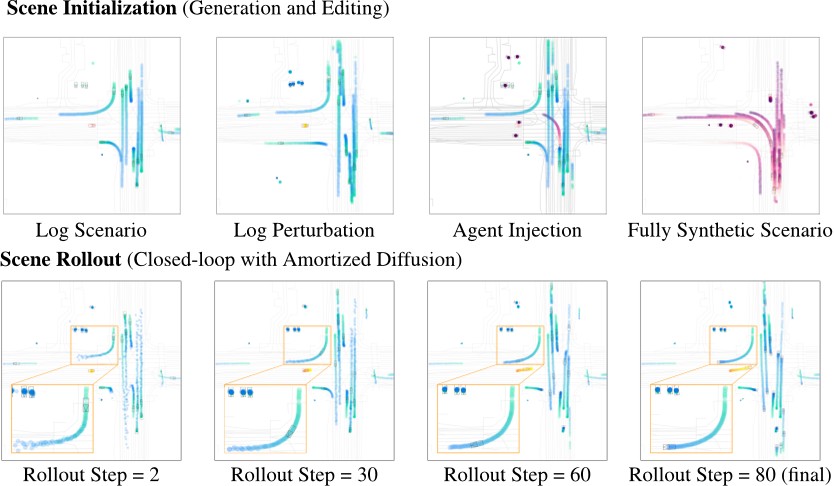 Scene Initialization (Generation and Editing)
Log Scenario
Log Perturbation
Agent Injection
Fully Synthetic Scenario
Scene Rollout (Closed-loop with Amortized Diffusion)
Rollout Step = 2
Rollout Step = 30
Rollout Step = 60
Rollout Step = 80 (final)